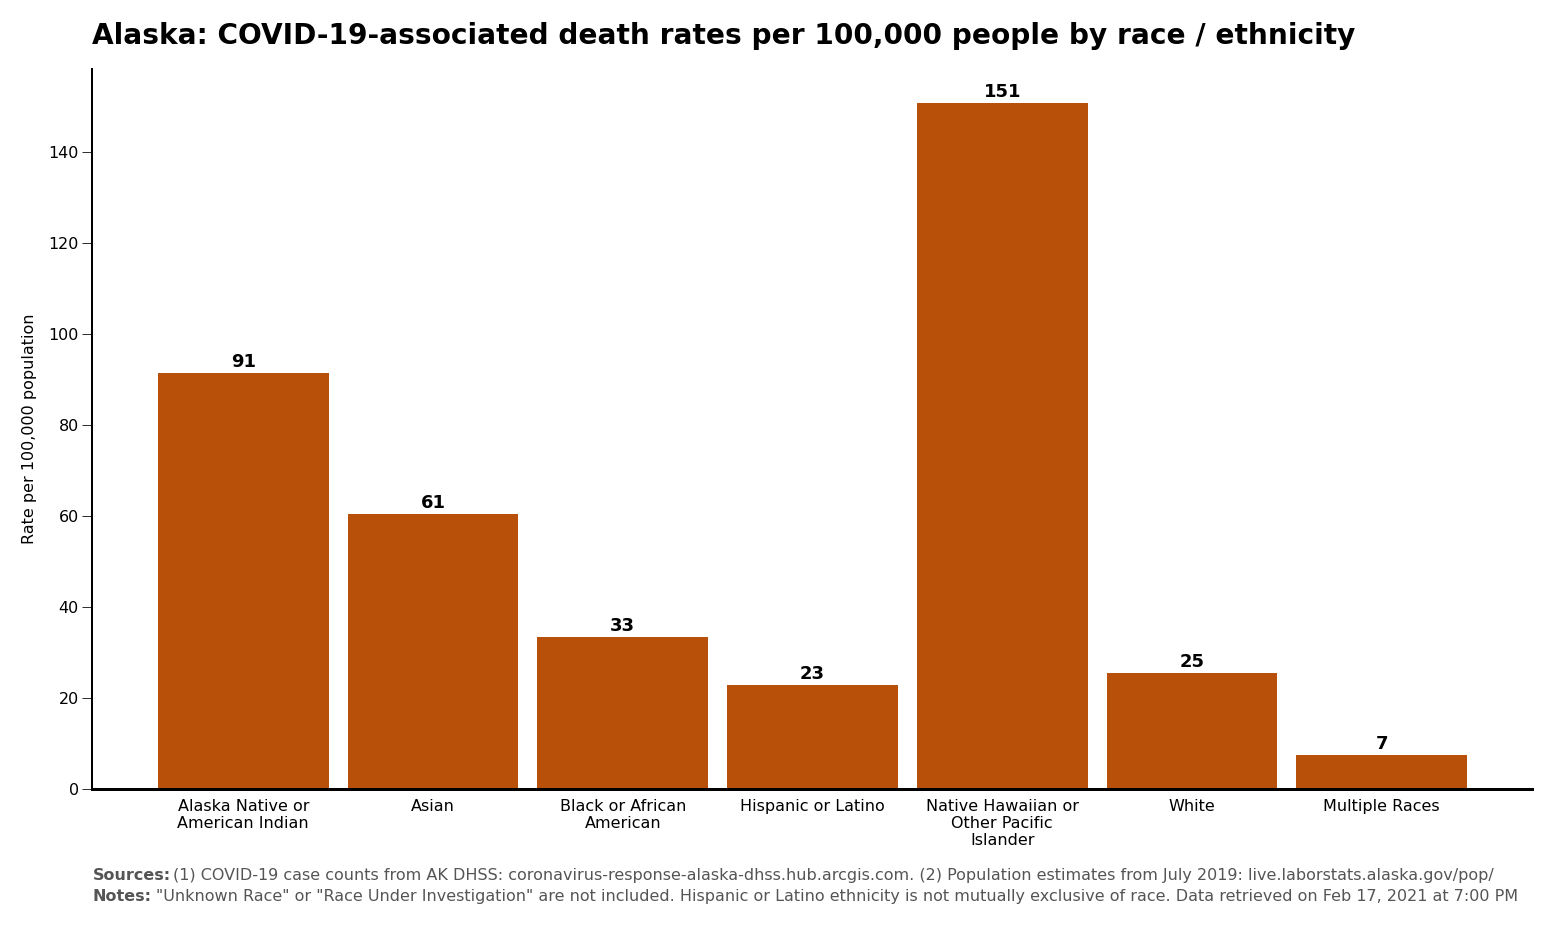 Alaska: COVID-19-associated death rates per 100,000 people by race / ethnicity
Rate per 100,000 population
140
120
100
80
60
40
20
0
91
61
33
23
151
25
7
Alaska Native or
American Indian
Asian
Black or African
American
Hispanic or Latino
Native Hawaiian or
Other Pacific
Islander
White
Multiple Races
Sources: (1) COVID-19 case counts from AK DHSS: coronavirus-response-alaska-dhss.hub.arcgis.com. (2) Population estimates from July 2019: live.laborstats.alaska.gov/pop/
Notes: "Unknown Race" or "Race Under Investigation" are not included. Hispanic or Latino ethnicity is not mutually exclusive of race. Data retrieved on Feb 17, 2021 at 7:00 PM